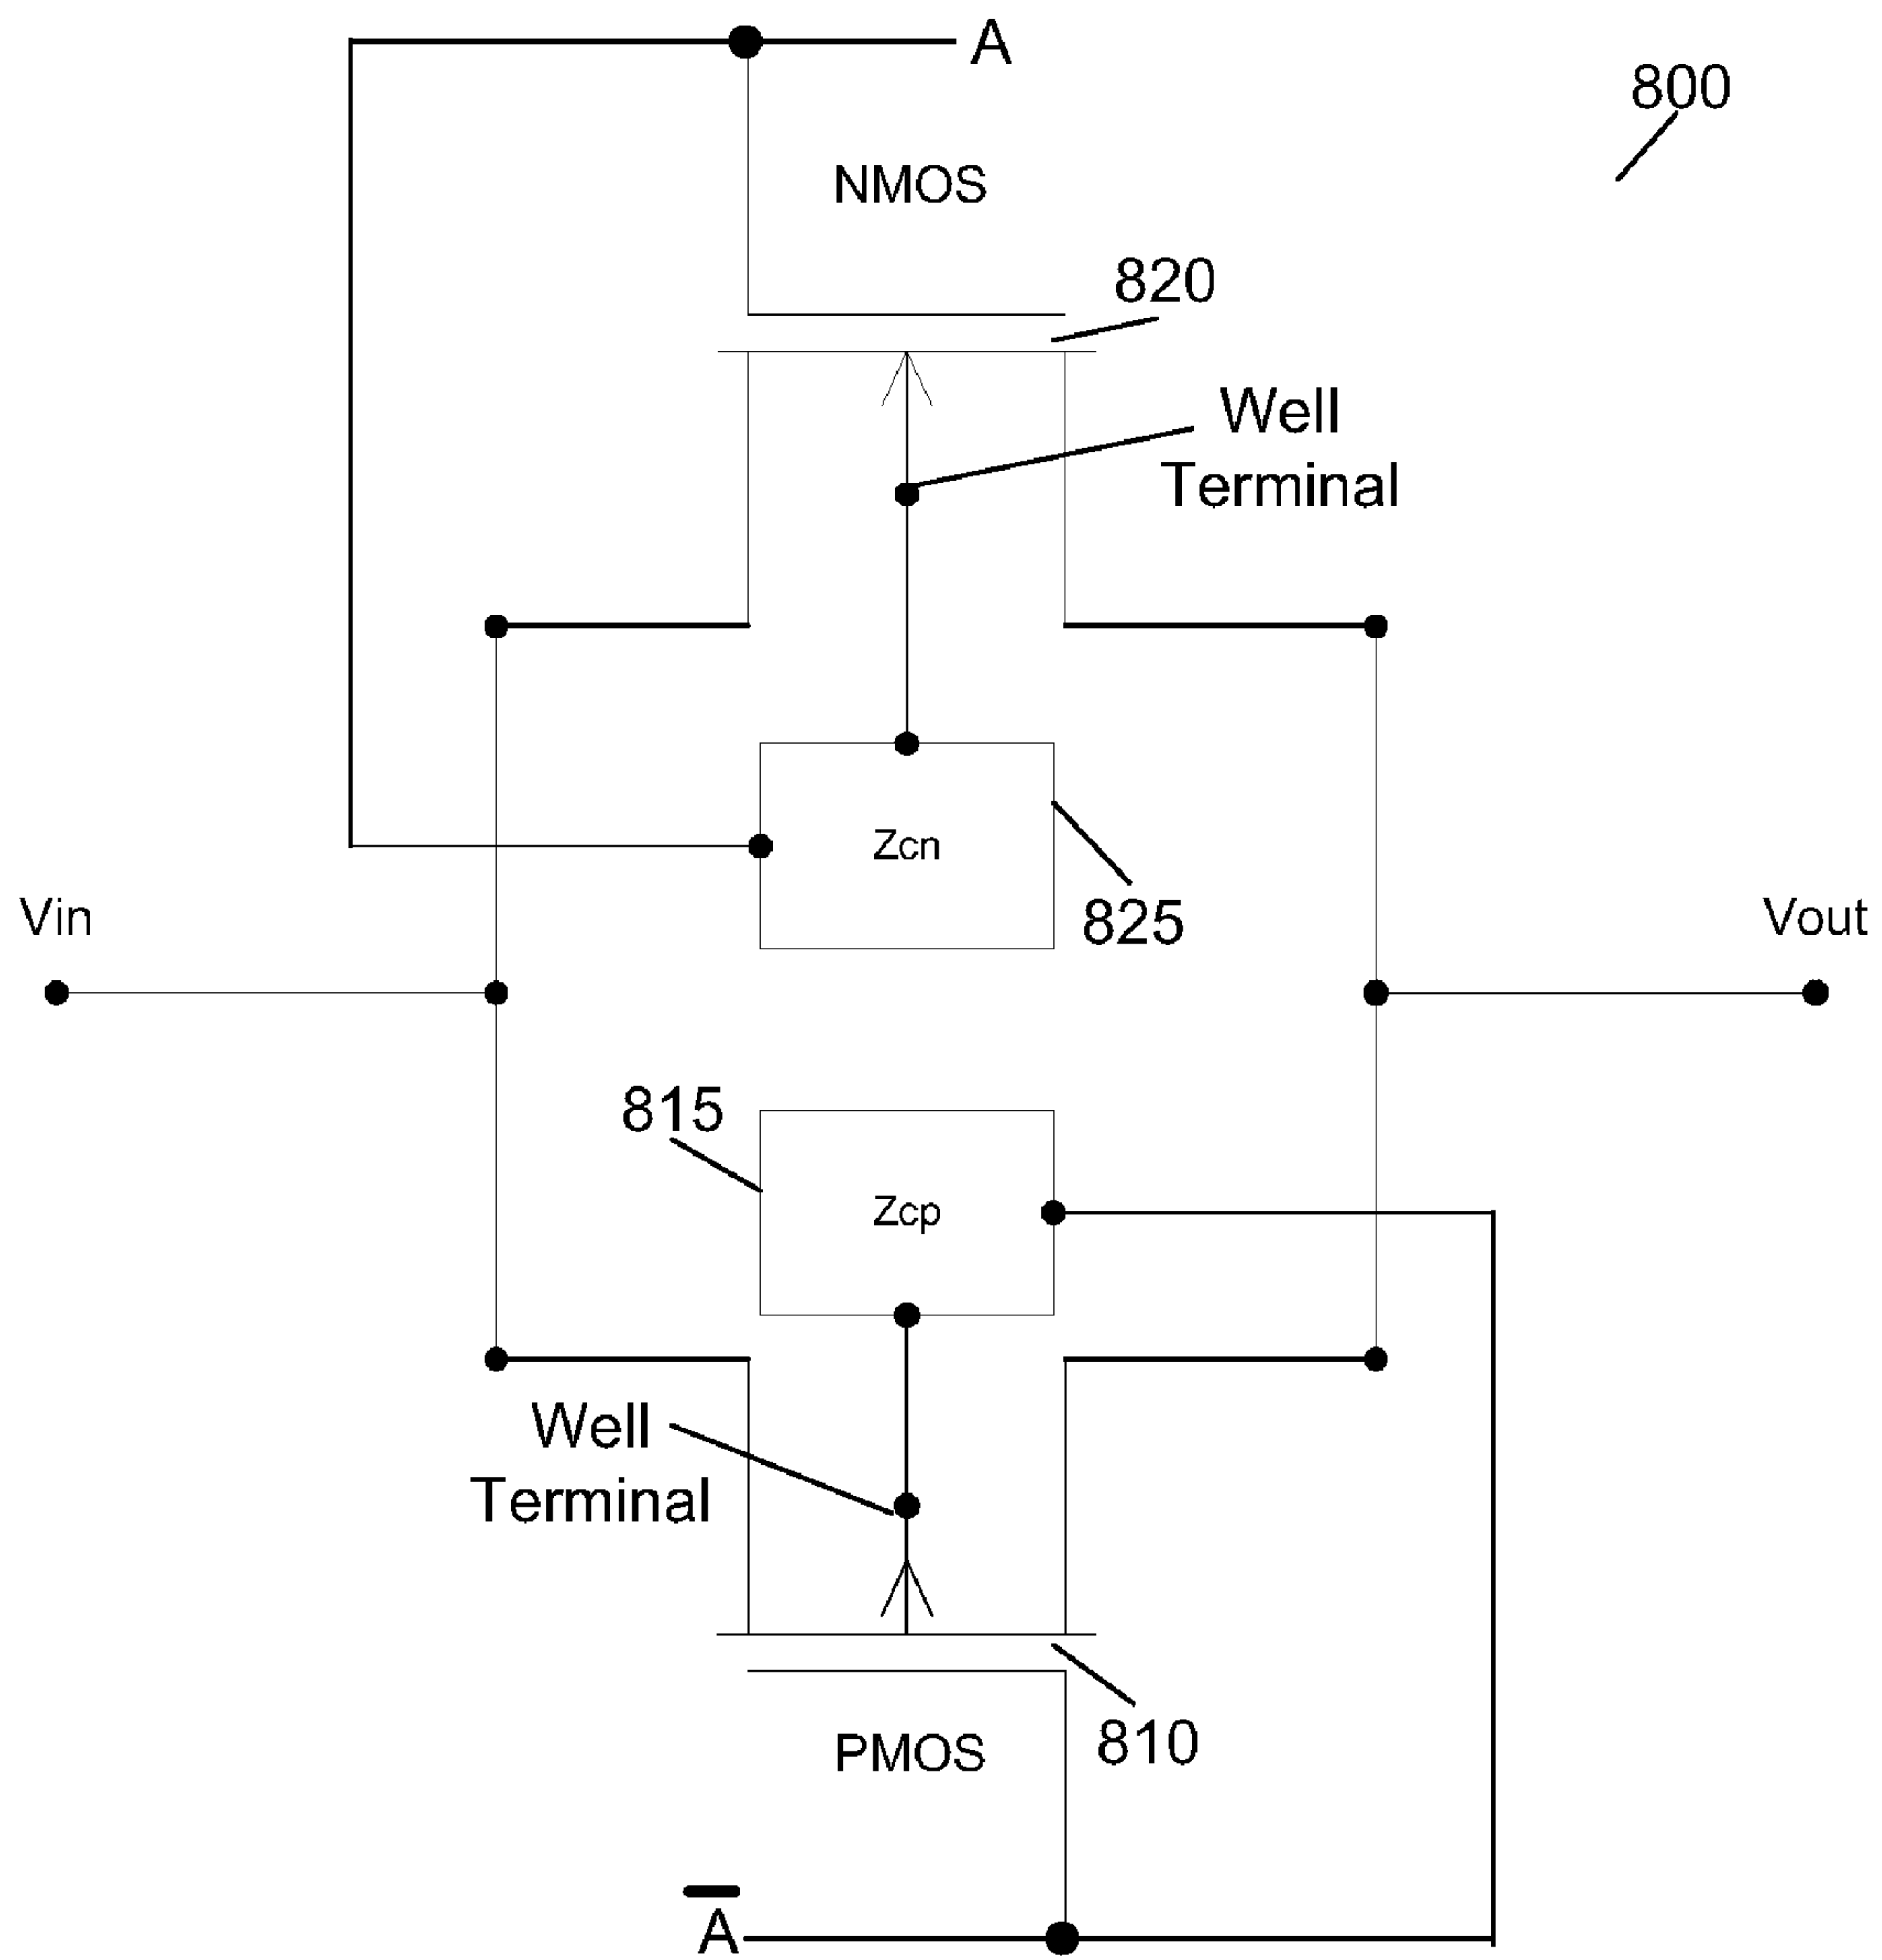 A
800
NMOS
820
Well
Terminal
Zcn
825
Vin
Vout
815
Zcp
Well
Terminal
810
PMOS
A̅